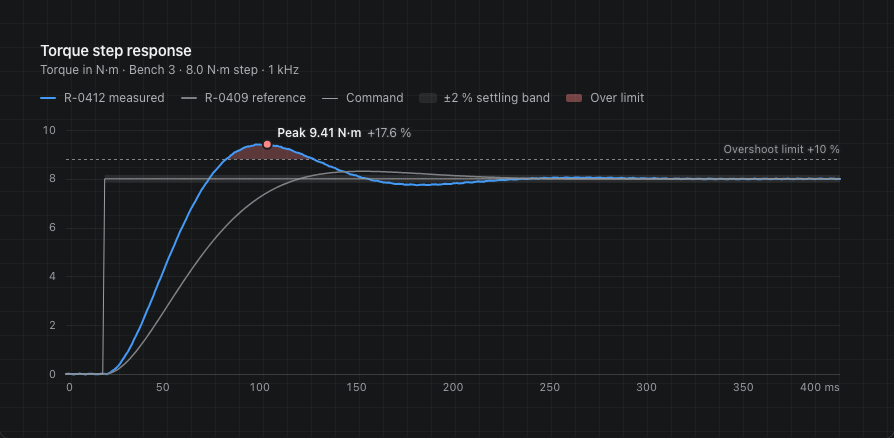 Torque step response
Torque in N·m · Bench 3 · 8.0 N·m step · 1 kHz
R-0412 measured R-0409 reference Command ±2 % settling band Over limit
Peak 9.41 N·m +17.6 %
Overshoot limit +10 %
10
8
6
4
2
0
0 50 100 150 200 250 300 350 400 ms